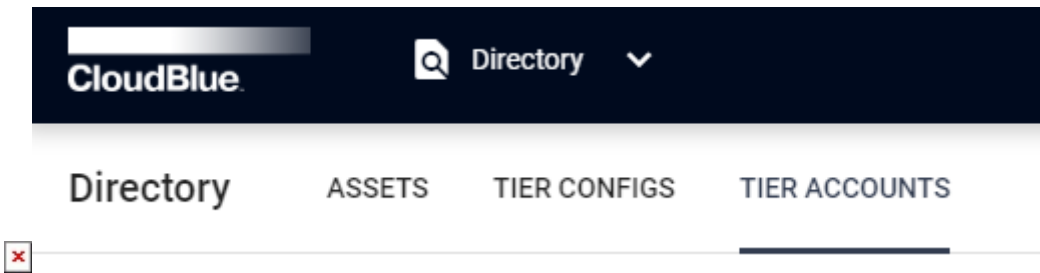 CloudBlue
Directory
Directory ASSETS TIER CONFIGS TIER ACCOUNTS